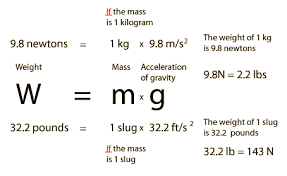 If the mass
is 1 kilogram
9.8 newtons = 1 kg x 9.8 m/s²
The weight of 1 kg
is 9.8 newtons
Weight Mass Acceleration
of gravity
9.8N = 2.2 lbs
W = m x g
32.2 pounds = 1 slug x 32.2 ft/s²
The weight of 1 slug
is 32.2 pounds
If the mass
is 1 slug
32.2 lb = 143 N